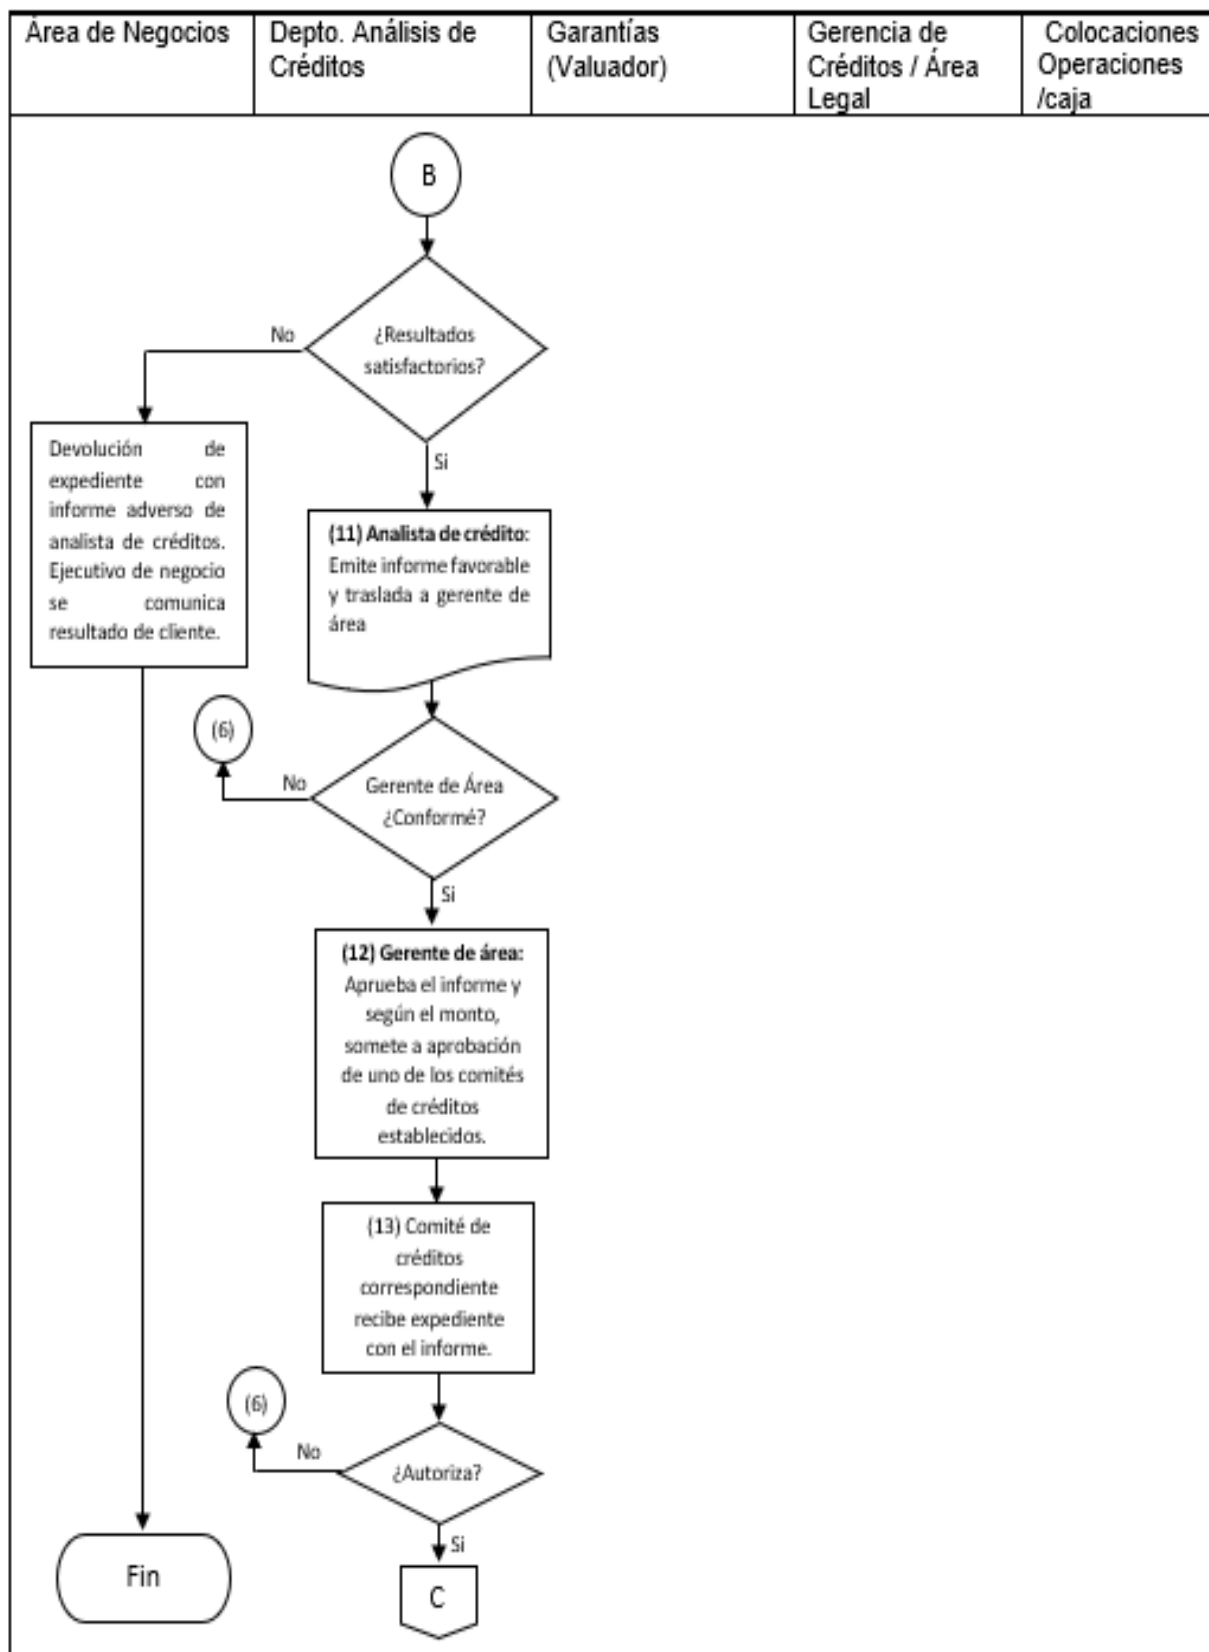 Área de Negocios
Depto. Análisis de
Créditos
Garantías
(Valuador)
Gerencia de
Créditos / Área
Legal
Colocaciones
Operaciones
/caja
B
¿Resultados
satisfactorios?
No
Si
Devolución de
expediente con
informe adverso de
analista de créditos.
Ejecutivo de negocio
se comunica
resultado de cliente.
(11) Analista de crédito:
Emite informe favorable
y traslada a gerente de
área
(6)
No
Gerente de Área
¿Conformé?
Si
(12) Gerente de área:
Aprueba el informe y
según el monto,
somete a aprobación
de uno de los comités
de créditos
establecidos.
(13) Comité de
créditos
correspondiente
recibe expediente
con el informe.
(6)
No
¿Autoriza?
Si
Fin
C